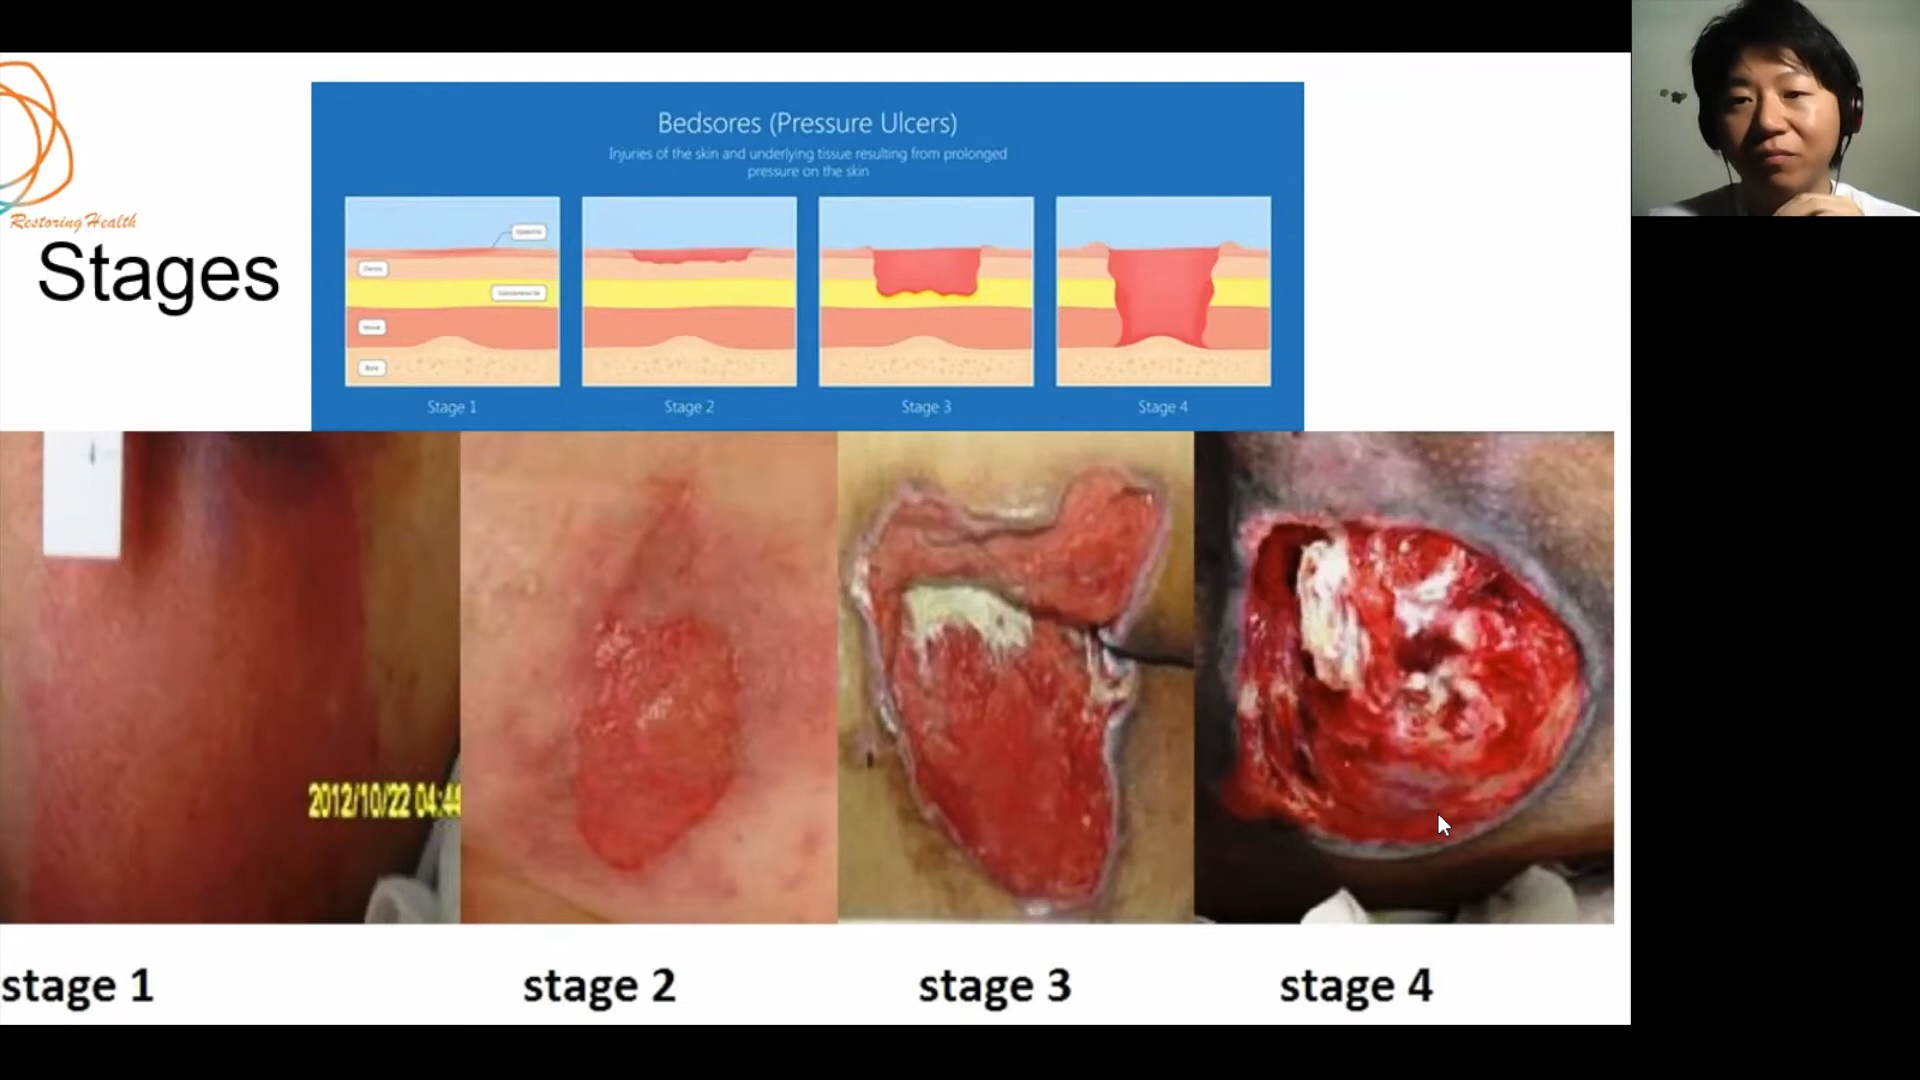 Restoring Health
Stages
Bedsores (Pressure Ulcers)
Injuries of the skin and underlying tissue resulting from prolonged
pressure on the skin
Stage 1
Stage 2
Stage 3
Stage 4
2012/10/22 04:44
stage 1
stage 2
stage 3
stage 4